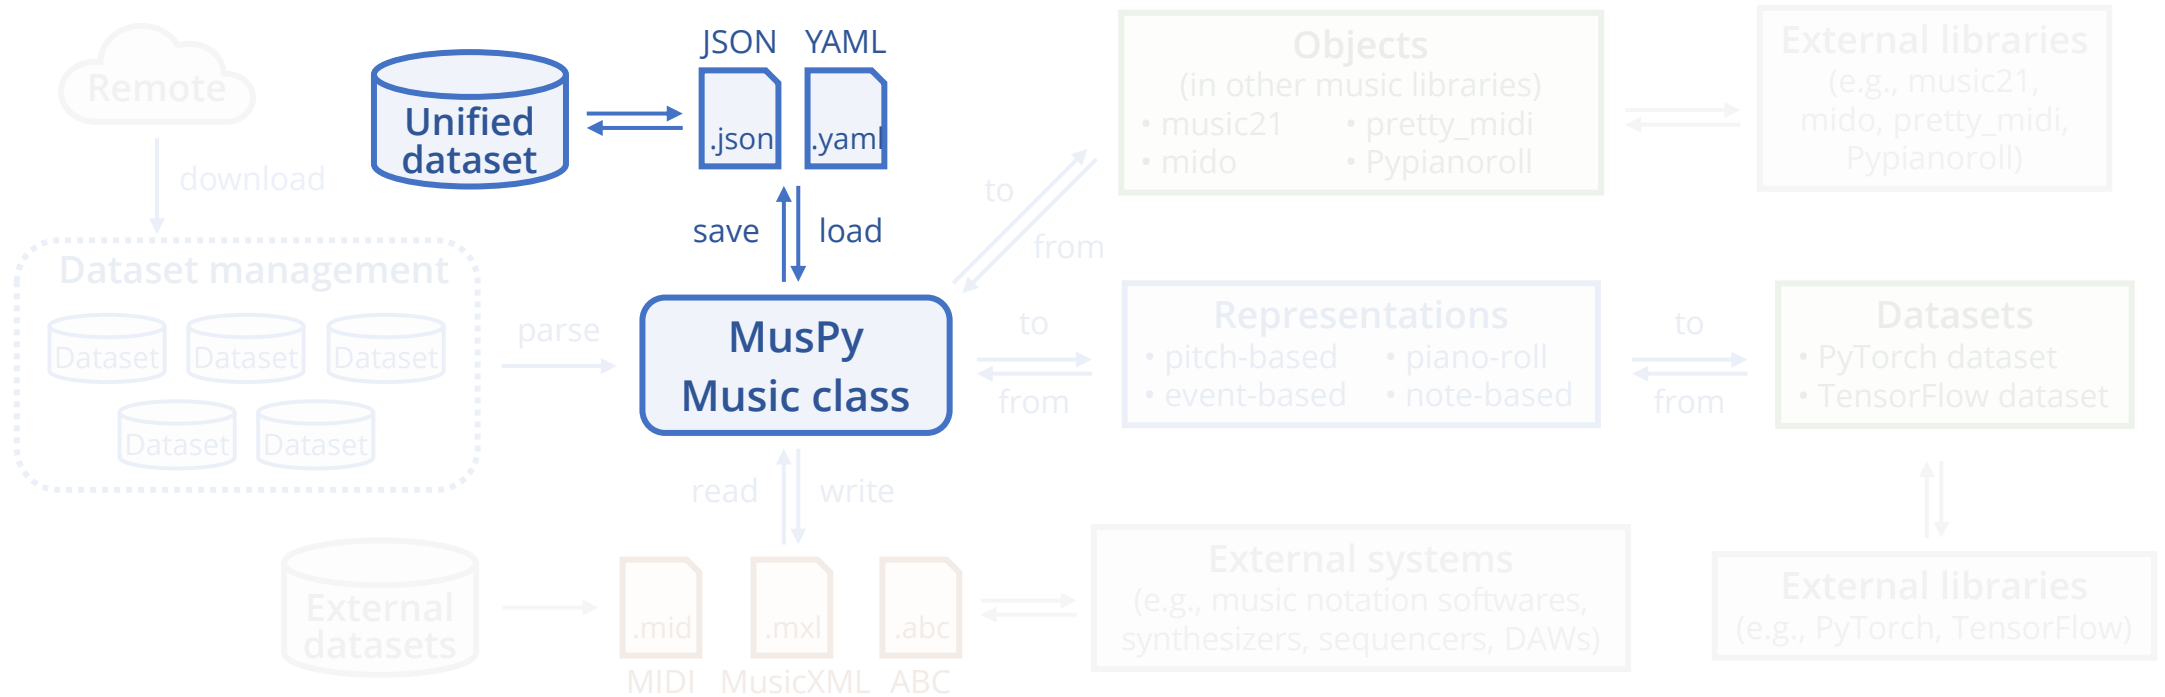 Remote
download
Unified
dataset
JSON YAML
.json .yaml
save load
Dataset management
Dataset Dataset Dataset
Dataset Dataset
parse
MusPy
Music class
read write
External
datasets
.mid .mxl .abc
MIDI MusicXML ABC
to
from
Objects
(in other music libraries)
• music21 • pretty_midi
• mido • Pypianoroll
External libraries
(e.g., music21,
mido, pretty_midi,
Pypianoroll)
to
from
Representations
• pitch-based • piano-roll
• event-based • note-based
to
from
Datasets
• PyTorch dataset
• TensorFlow dataset
External systems
(e.g., music notation softwares,
synthesizers, sequencers, DAWs)
External libraries
(e.g., PyTorch, TensorFlow)